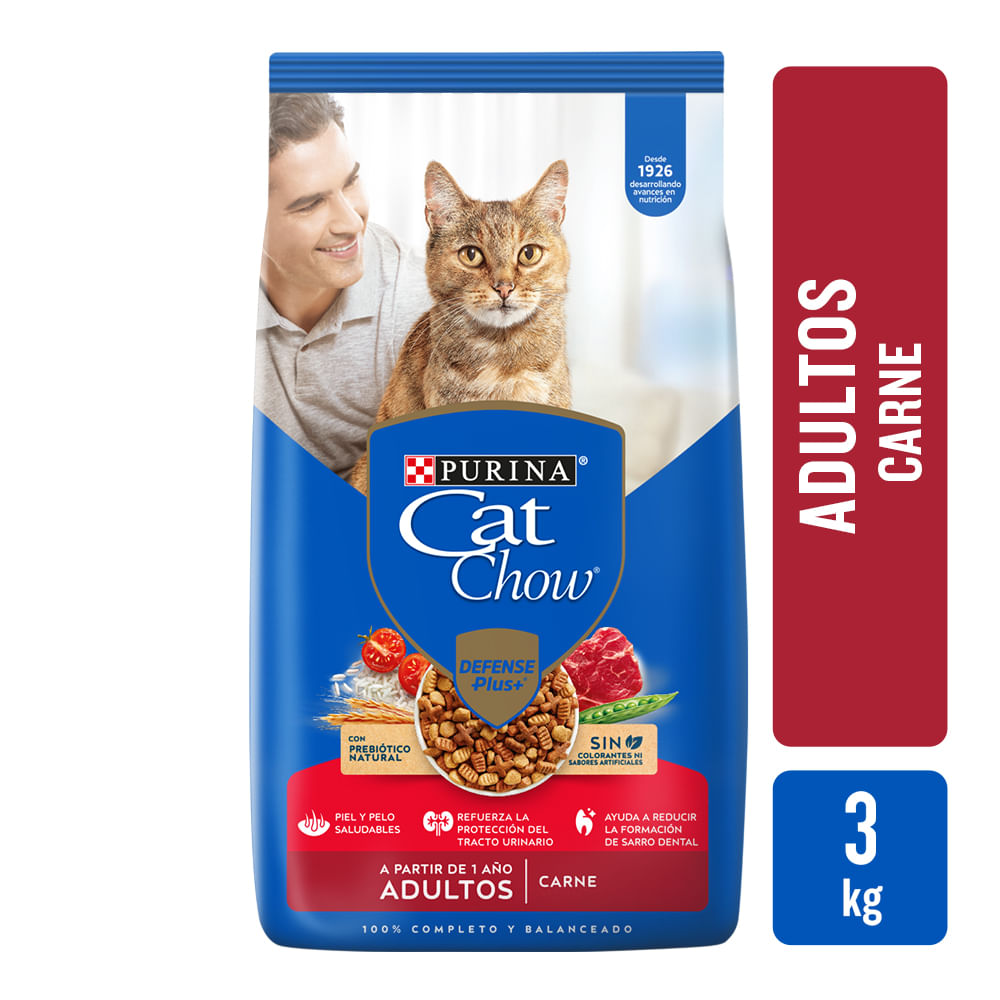 Desde
1926
desarrollando
avances en
nutrición
PURINA®
Cat
Chow®
DEFENSE
Plus+®
CON
PREBIÓTICO
NATURAL
SIN
COLORANTES NI
SABORES ARTIFICIALES
PIEL Y PELO
SALUDABLES
REFUERZA LA
PROTECCIÓN DEL
TRACTO URINARIO
AYUDA A REDUCIR
LA FORMACIÓN
DE SARRO DENTAL
A PARTIR DE 1 AÑO
ADULTOS
CARNE
100% COMPLETO Y BALANCEADO
ADULTOS
CARNE
3
kg